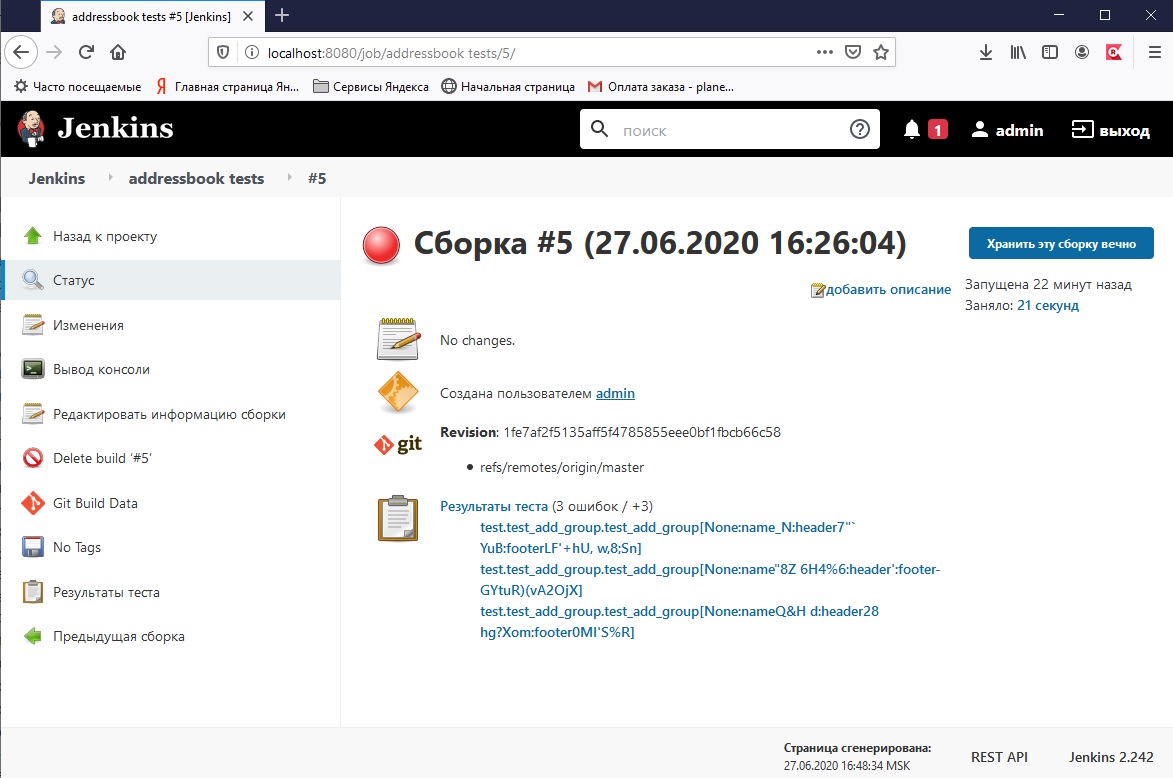 addressbook tests #5 [Jenkins]
localhost:8080/job/addressbook tests/5/
Часто посещаемые
Я Главная страница Ян...
Сервисы Яндекса
Начальная страница
Оплата заказа - plane...
Jenkins
поиск
1
admin
выход
Jenkins
addressbook tests
#5
Назад к проекту
Статус
Изменения
Вывод консоли
Редактировать информацию сборки
Delete build ‘#5’
Git Build Data
No Tags
Результаты теста
Предыдущая сборка
Сборка #5 (27.06.2020 16:26:04)
Хранить эту сборку вечно
добавить описание
Запущена 22 минут назад
Заняло: 21 секунд
No changes.
Создана пользователем admin
git
Revision: 1fe7af2f5135aff5f4785855eee0bf1fbcb66c58
refs/remotes/origin/master
Результаты теста (3 ошибок / +3)
test.test_add_group.test_add_group[None:name_N:header7"`
YuB:footerLF'+hU, w,8;Sn]
test.test_add_group.test_add_group[None:name"8Z 6H4%6:header':footer-
GYtuR)(vA2OjX]
test.test_add_group.test_add_group[None:nameQ&H d:header28
hg?Xom:footer0MI'S%R]
Страница сгенерирована:
27.06.2020 16:48:34 MSK
REST API
Jenkins 2.242